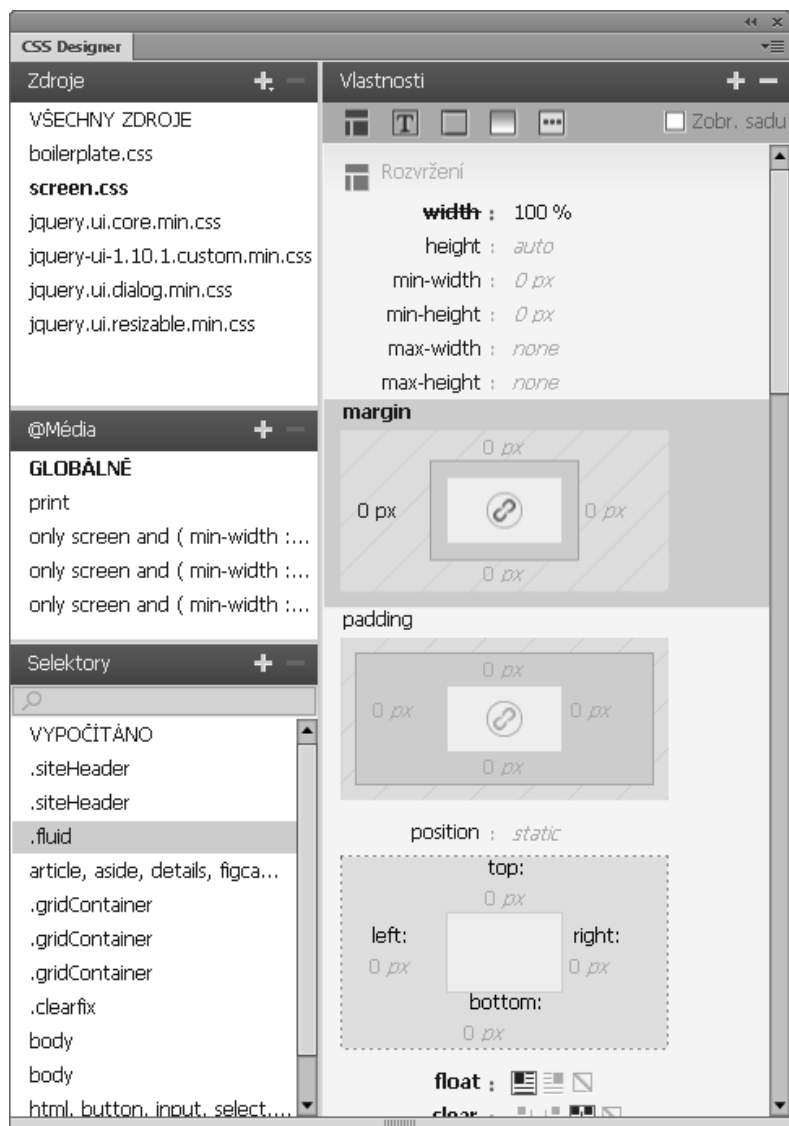 CSS Designer
Zdroje
VŠECHNY ZDROJE
boilerplate.css
screen.css
jquery.ui.core.min.css
jquery-ui-1.10.1.custom.min.css
jquery.ui.dialog.min.css
jquery.ui.resizable.min.css
@Média
GLOBÁLNĚ
print
only screen and ( min-width :...
only screen and ( min-width :...
only screen and ( min-width :...
Selektory
VYPOČÍTÁNO
.siteHeader
.siteHeader
.fluid
article, aside, details, figca...
.gridContainer
.gridContainer
.gridContainer
.clearfix
body
body
html, button, input, select,...
Vlastnosti
T
Zobr. sadu
Rozvržení
width : 100 %
height : auto
min-width : 0 px
min-height : 0 px
max-width : none
max-height : none
margin
0 px
0 px 0 px
0 px
padding
0 px
0 px 0 px
0 px
position : static
top:
0 px
left: right:
0 px 0 px
bottom:
0 px
float :
clear :